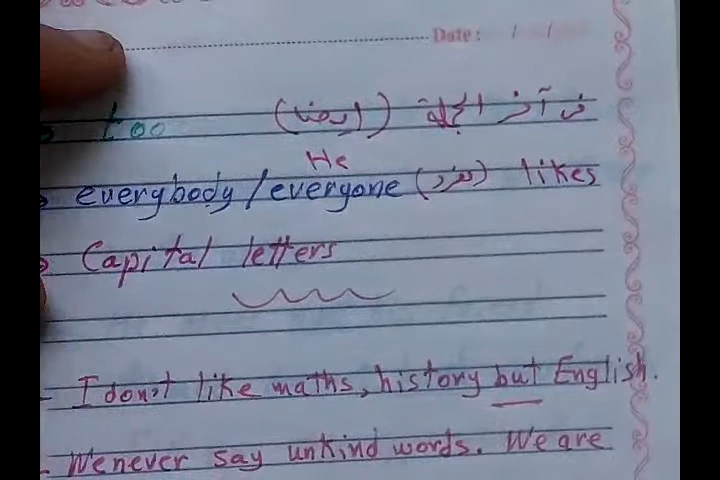 Date: / /
too (ايضا) في آخر الجملة
He
everybody / everyone (مفرد) likes
Capital letters
- I don't like maths, history but English.
- We never say unkind words. We are